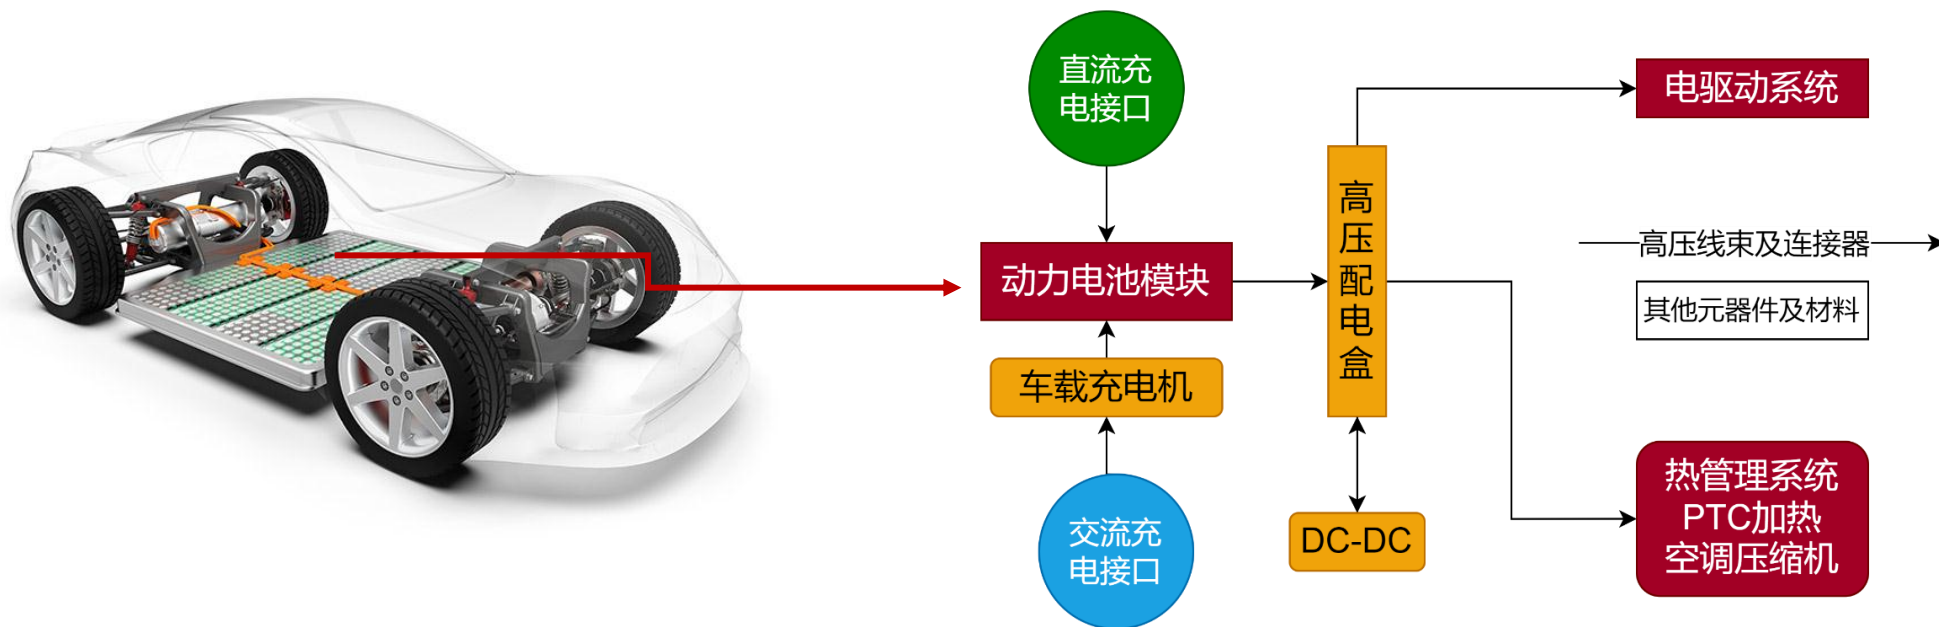 直流充
电接口
电驱动系统
高
压
配
电
盒
高压线束及连接器
动力电池模块
其他元器件及材料
车载充电机
热管理系统
PTC加热
空调压缩机
DC-DC
交流充
电接口